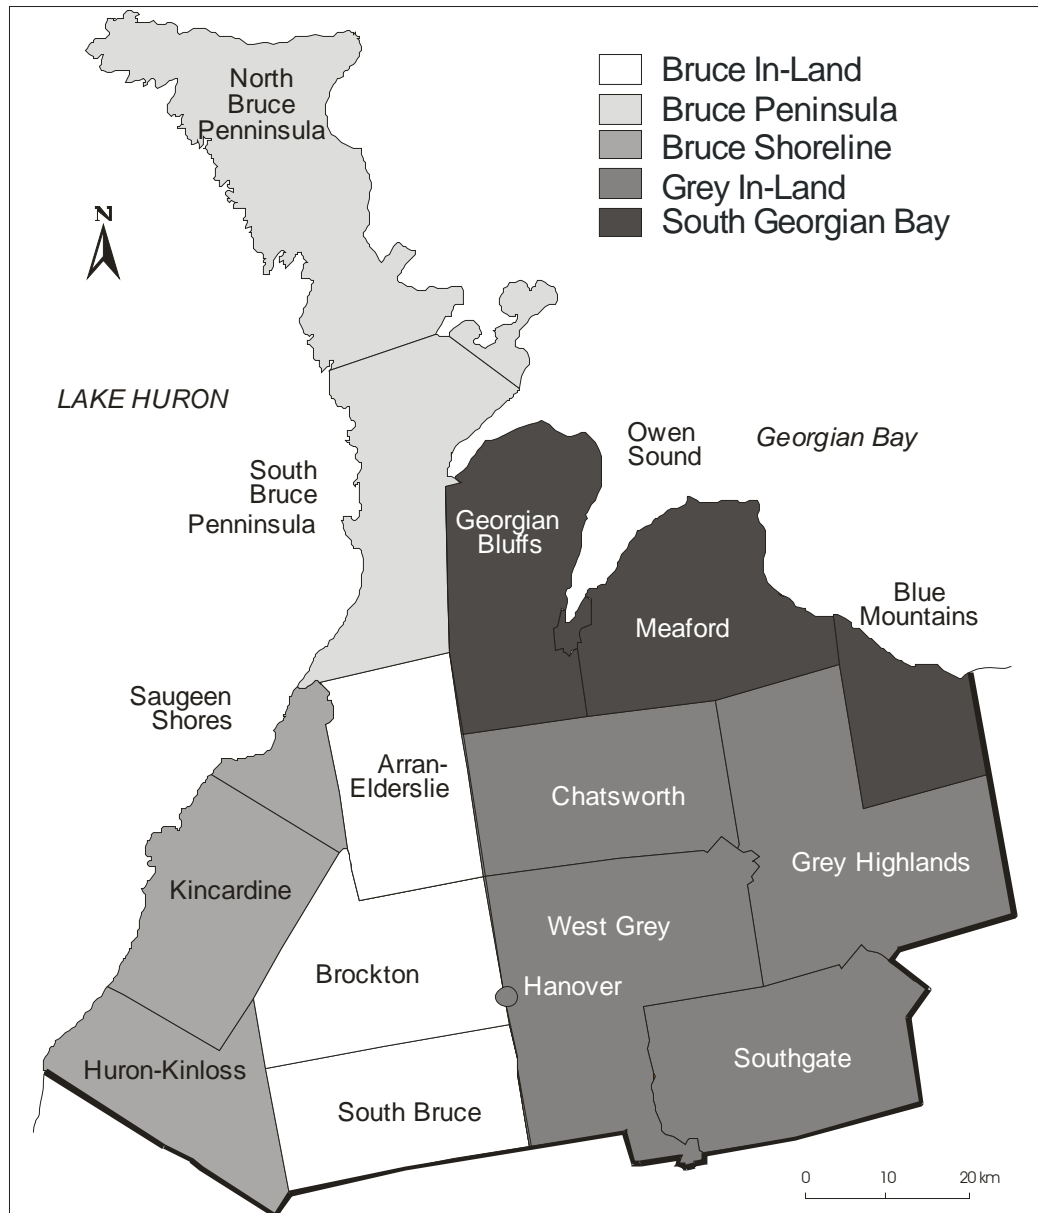 North
Bruce
Penninsula
Bruce In-Land
Bruce Peninsula
Bruce Shoreline
Grey In-Land
South Georgian Bay
N
LAKE HURON
Owen
Sound
Georgian Bay
South
Bruce
Penninsula
Georgian
Bluffs
Blue
Mountains
Meaford
Saugeen
Shores
Arran-
Elderslie
Chatsworth
Grey Highlands
Kincardine
West Grey
Brockton
Hanover
Huron-Kinloss
Southgate
South Bruce
0 10 20 km